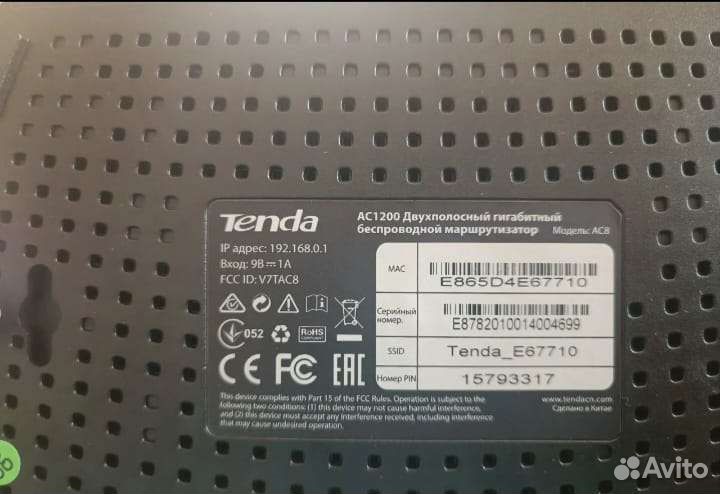 Tenda
AC1200 Двухполосный гигабитный
беспроводной маршрутизатор Модель: AC8
IP адрес: 192.168.0.1
Вход: 9В⎓1А
FCC ID: V7TAC8
052
RoHS
CE FC EAC
MAC
E865D4E67710
Серийный
номер.
E8782010014004699
SSID
Tenda_E67710
Номер PIN
15793317
This device complies with Part 15 of the FCC Rules. Operation is subject to the
following two conditions: (1) this device may not cause harmful interference,
and (2) this device must accept any interference received, including interference
that may cause undesired operation.
www.tendacn.com
Сделано в Китае
Avito